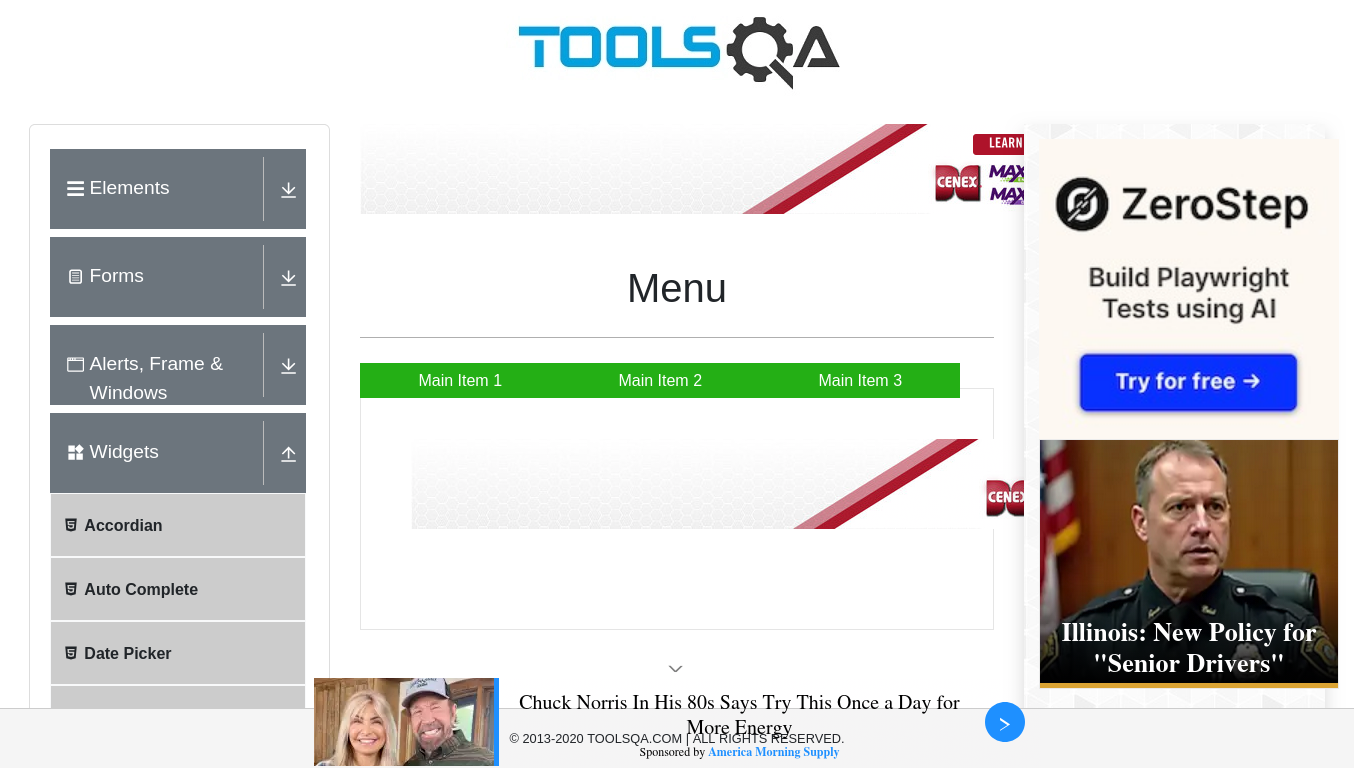 TOOLSQA
Elements
Forms
Alerts, Frame &
Windows
Widgets
Accordian
Auto Complete
Date Picker
LEARN
CENEX
MAX
MAX
Menu
Main Item 1
Main Item 2
Main Item 3
CENEX
ZeroStep
Build Playwright
Tests using AI
Try for free →
Illinois: New Policy for
"Senior Drivers"
Chuck Norris In His 80s Says Try This Once a Day for
More Energy
© 2013-2020 TOOLSQA.COM | ALL RIGHTS RESERVED.
Sponsored by America Morning Supply